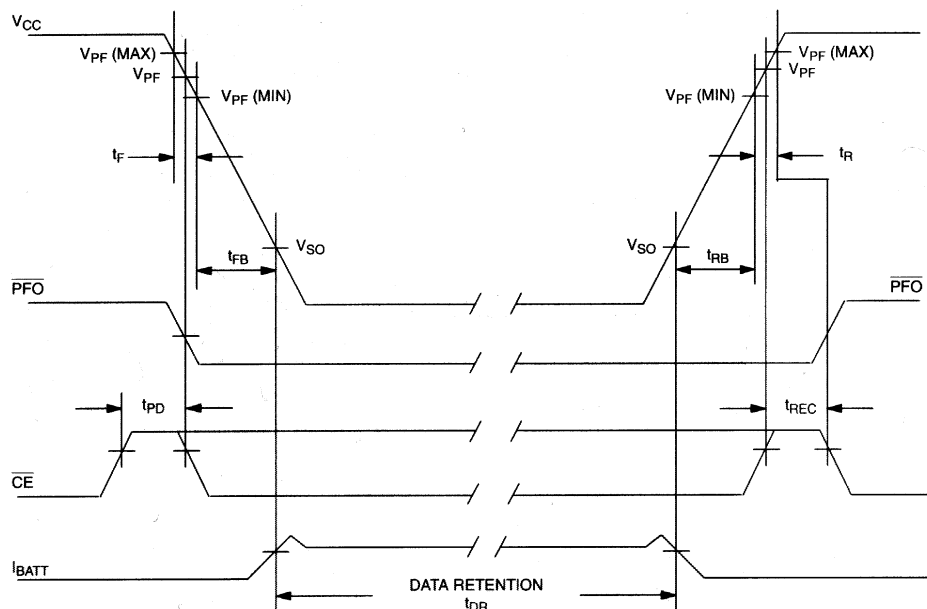 VCC
VPF (MAX)
VPF
VPF (MIN)
tF
VSO
tFB
PFO
tPD
CE
IBATT
DATA RETENTION
tDR
VPF (MAX)
VPF
VPF (MIN)
tR
VSO
tRB
PFO
tREC